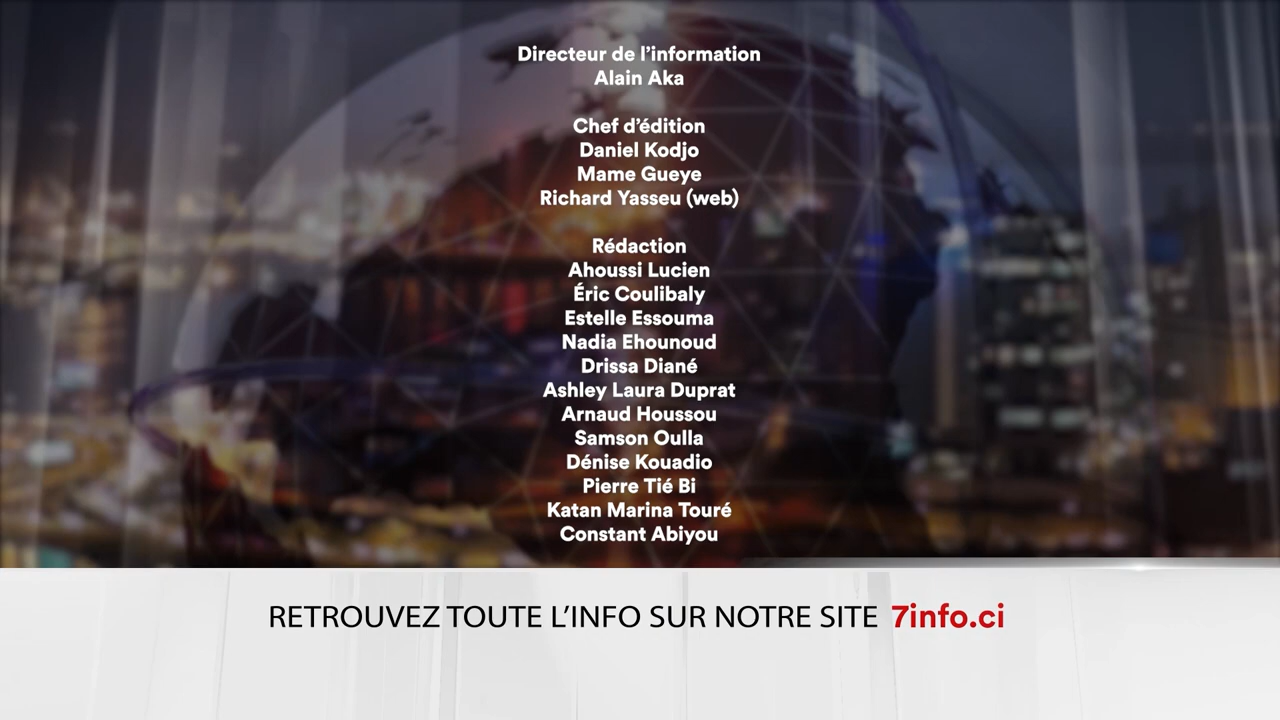 Directeur de l’information
Alain Aka
Chef d’édition
Daniel Kodjo
Mame Gueye
Richard Yasseu (web)
Rédaction
Ahoussi Lucien
Éric Coulibaly
Estelle Essouma
Nadia Ehounoud
Drissa Diané
Ashley Laura Duprat
Arnaud Houssou
Samson Oulla
Dénise Kouadio
Pierre Tié Bi
Katan Marina Touré
Constant Abiyou
RETROUVEZ TOUTE L’INFO SUR NOTRE SITE 7info.ci